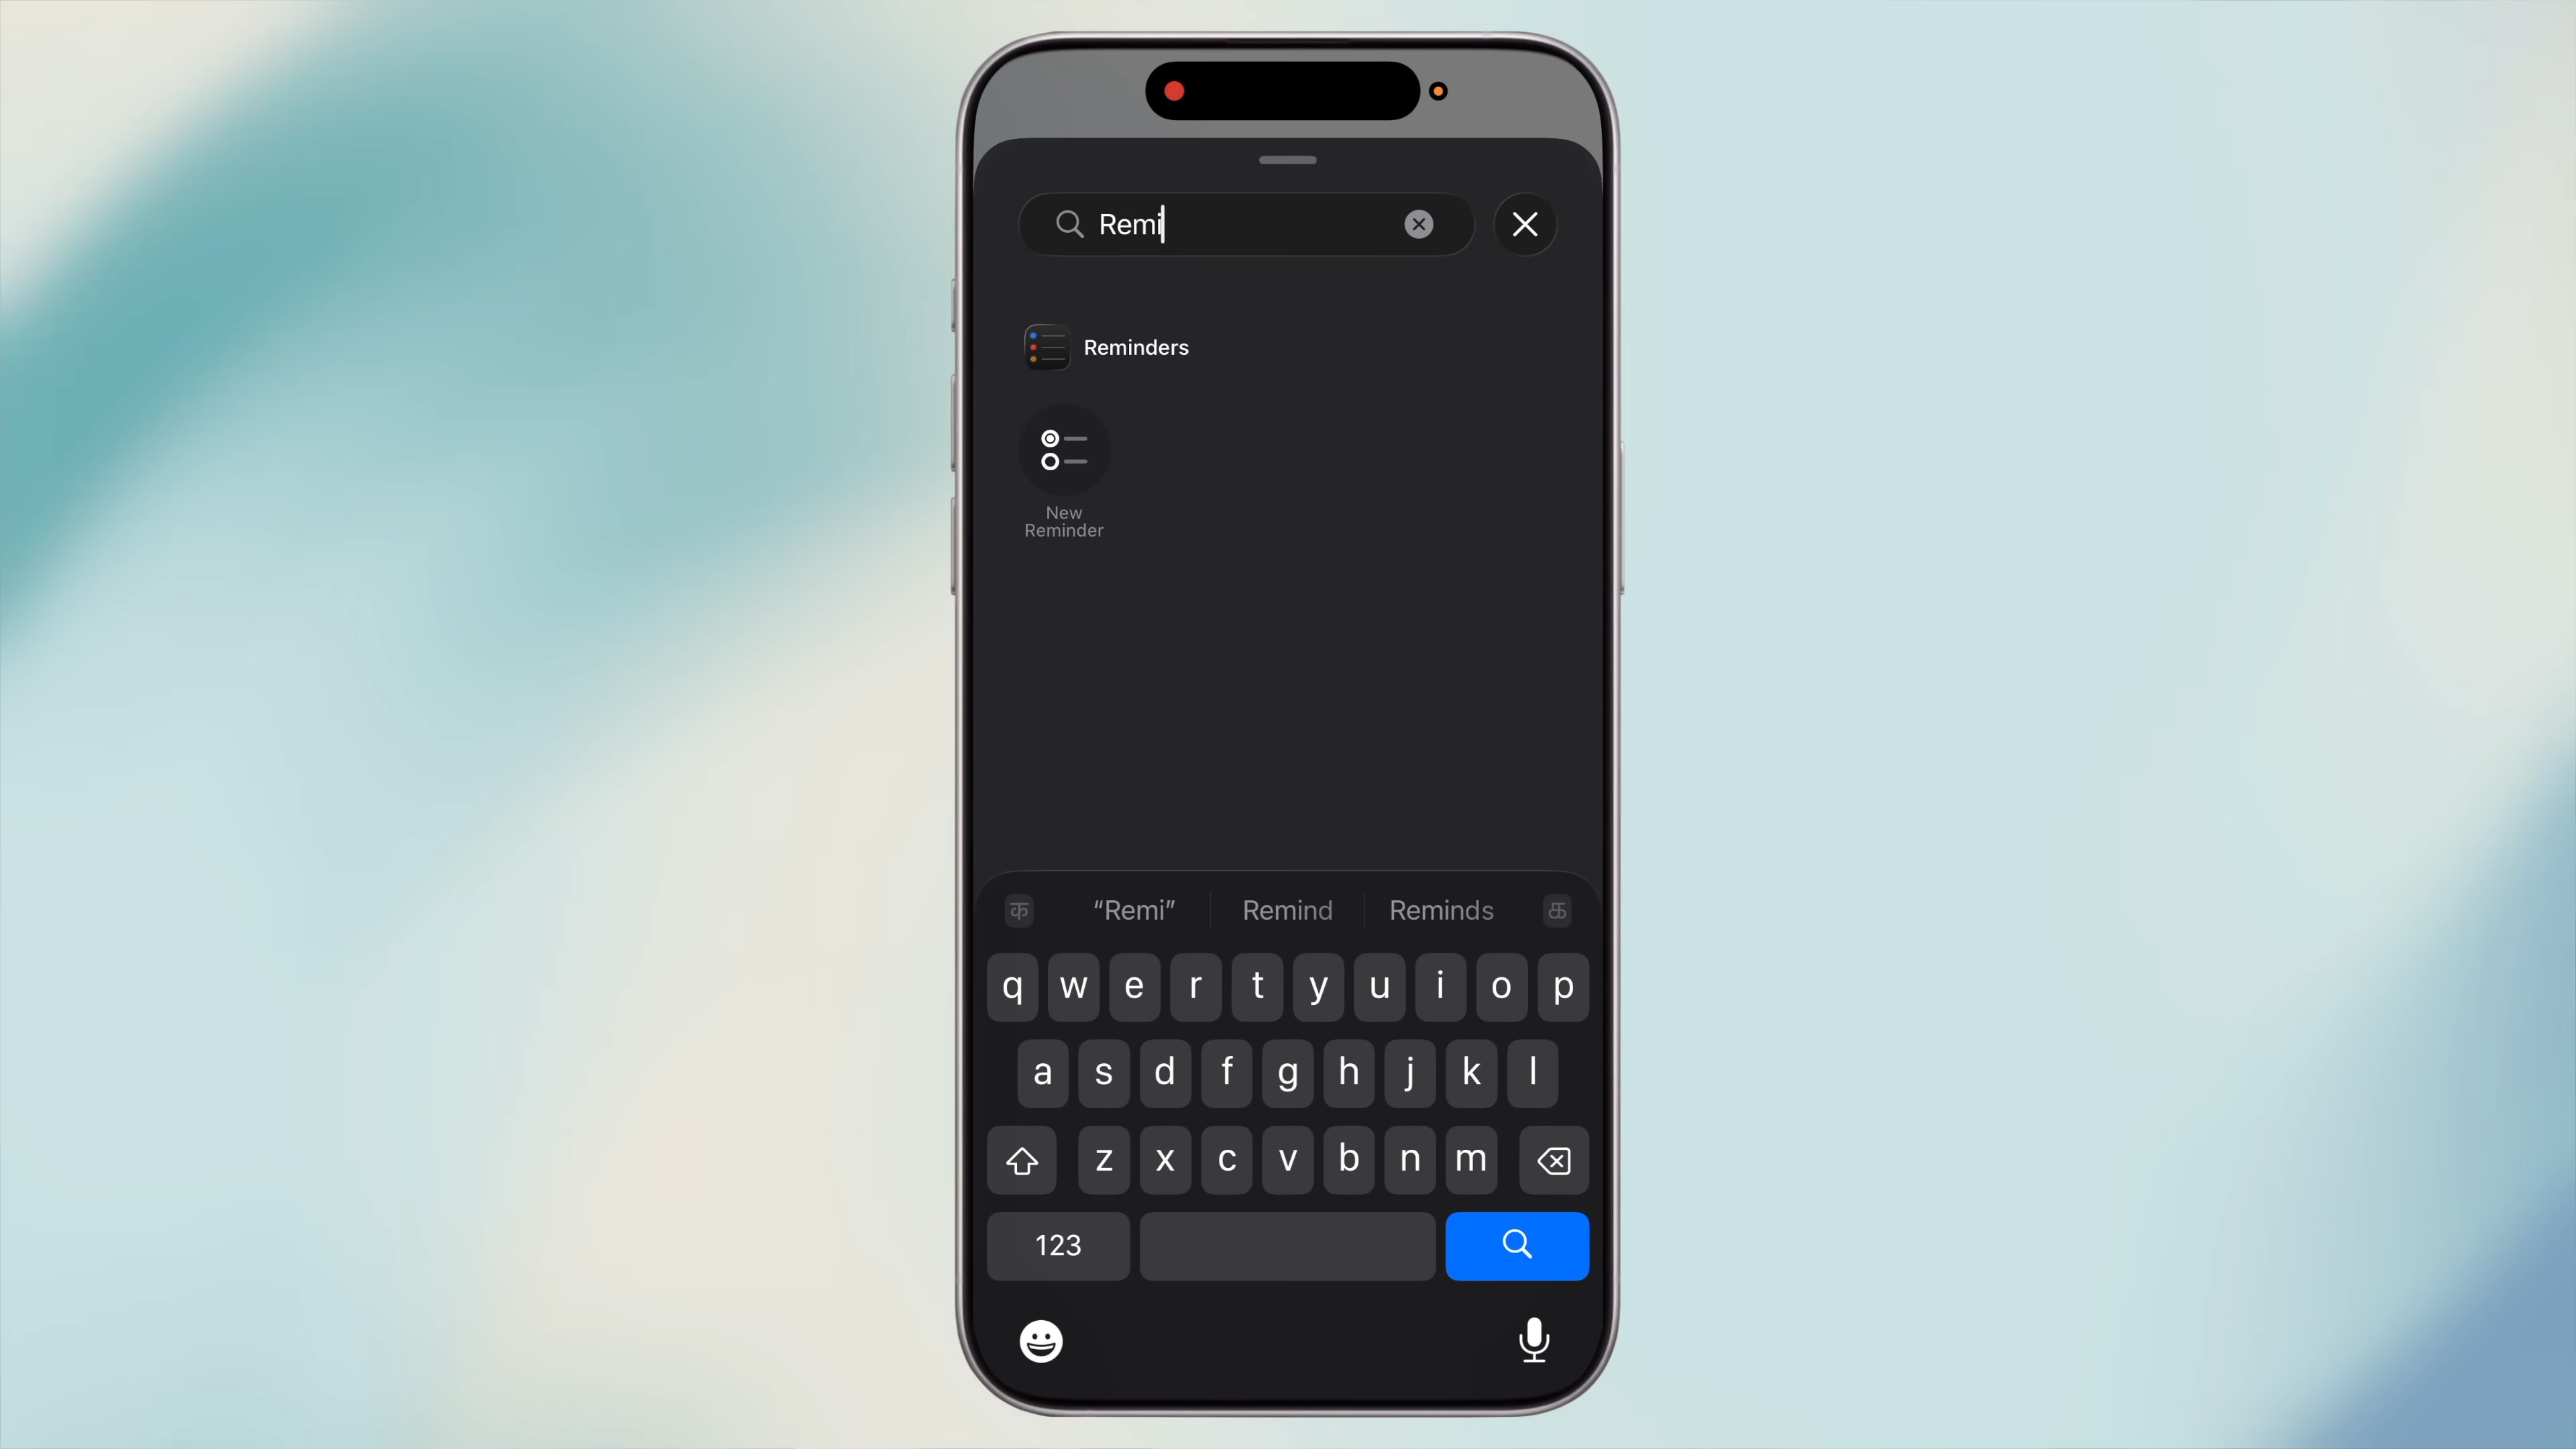 Remi
Reminders
New
Reminder
क “Remi” Remind Reminds க
q w e r t y u i o p
a s d f g h j k l
z x c v b n m
123